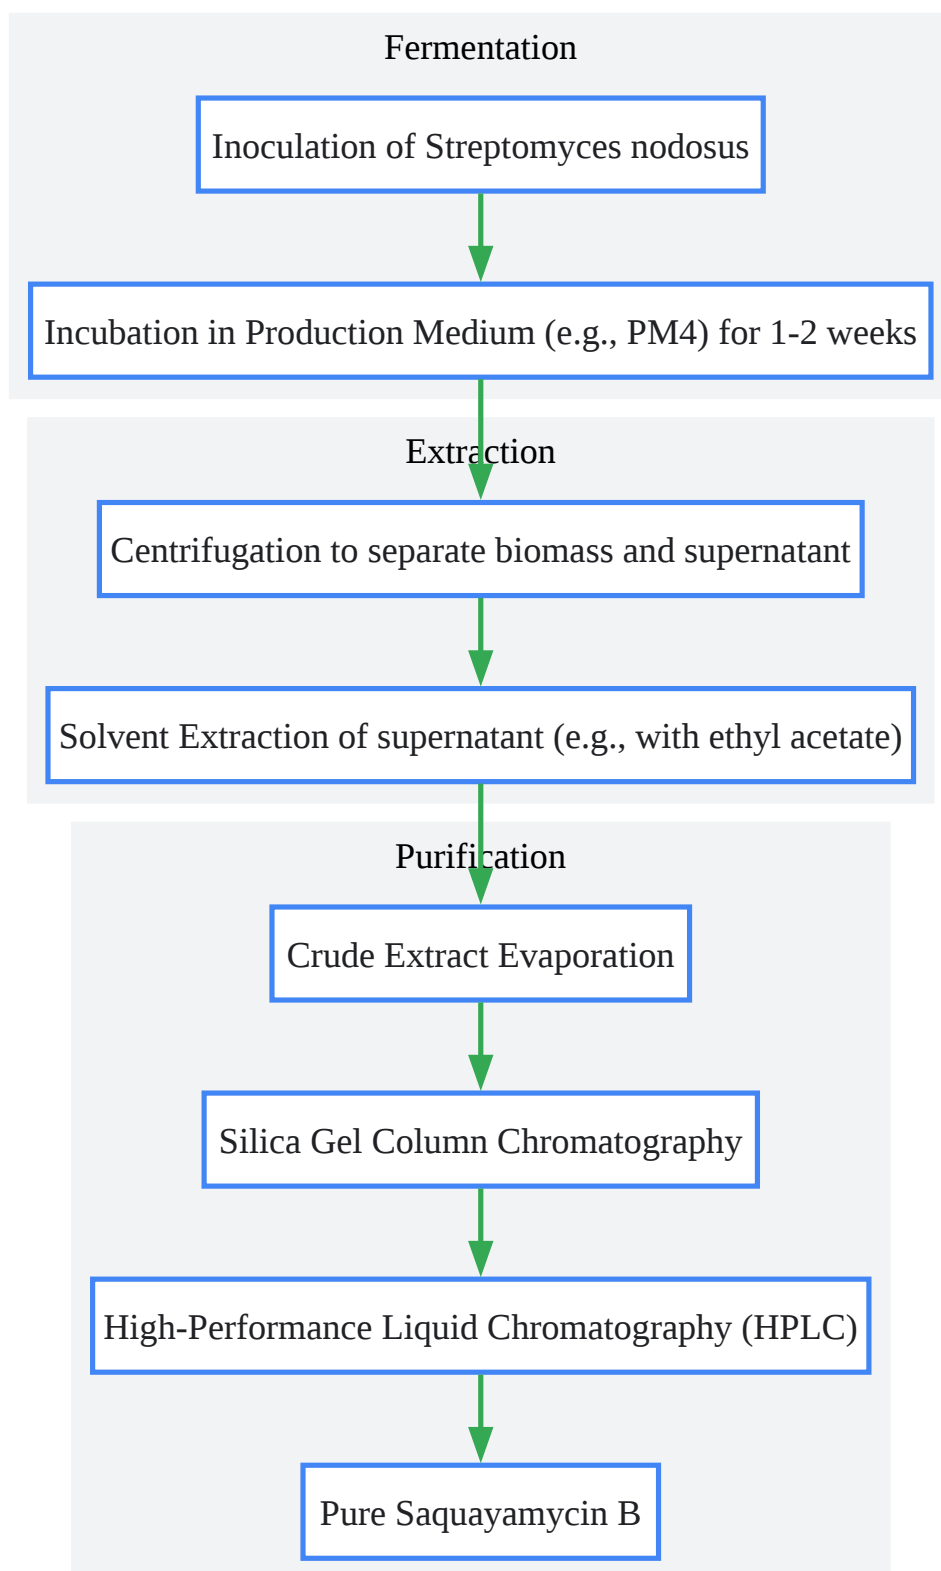 Fermentation
Inoculation of Streptomyces nodosus
Incubation in Production Medium (e.g., PM4) for 1-2 weeks
Extraction
Centrifugation to separate biomass and supernatant
Solvent Extraction of supernatant (e.g., with ethyl acetate)
Purification
Crude Extract Evaporation
Silica Gel Column Chromatography
High-Performance Liquid Chromatography (HPLC)
Pure Saquayamycin B